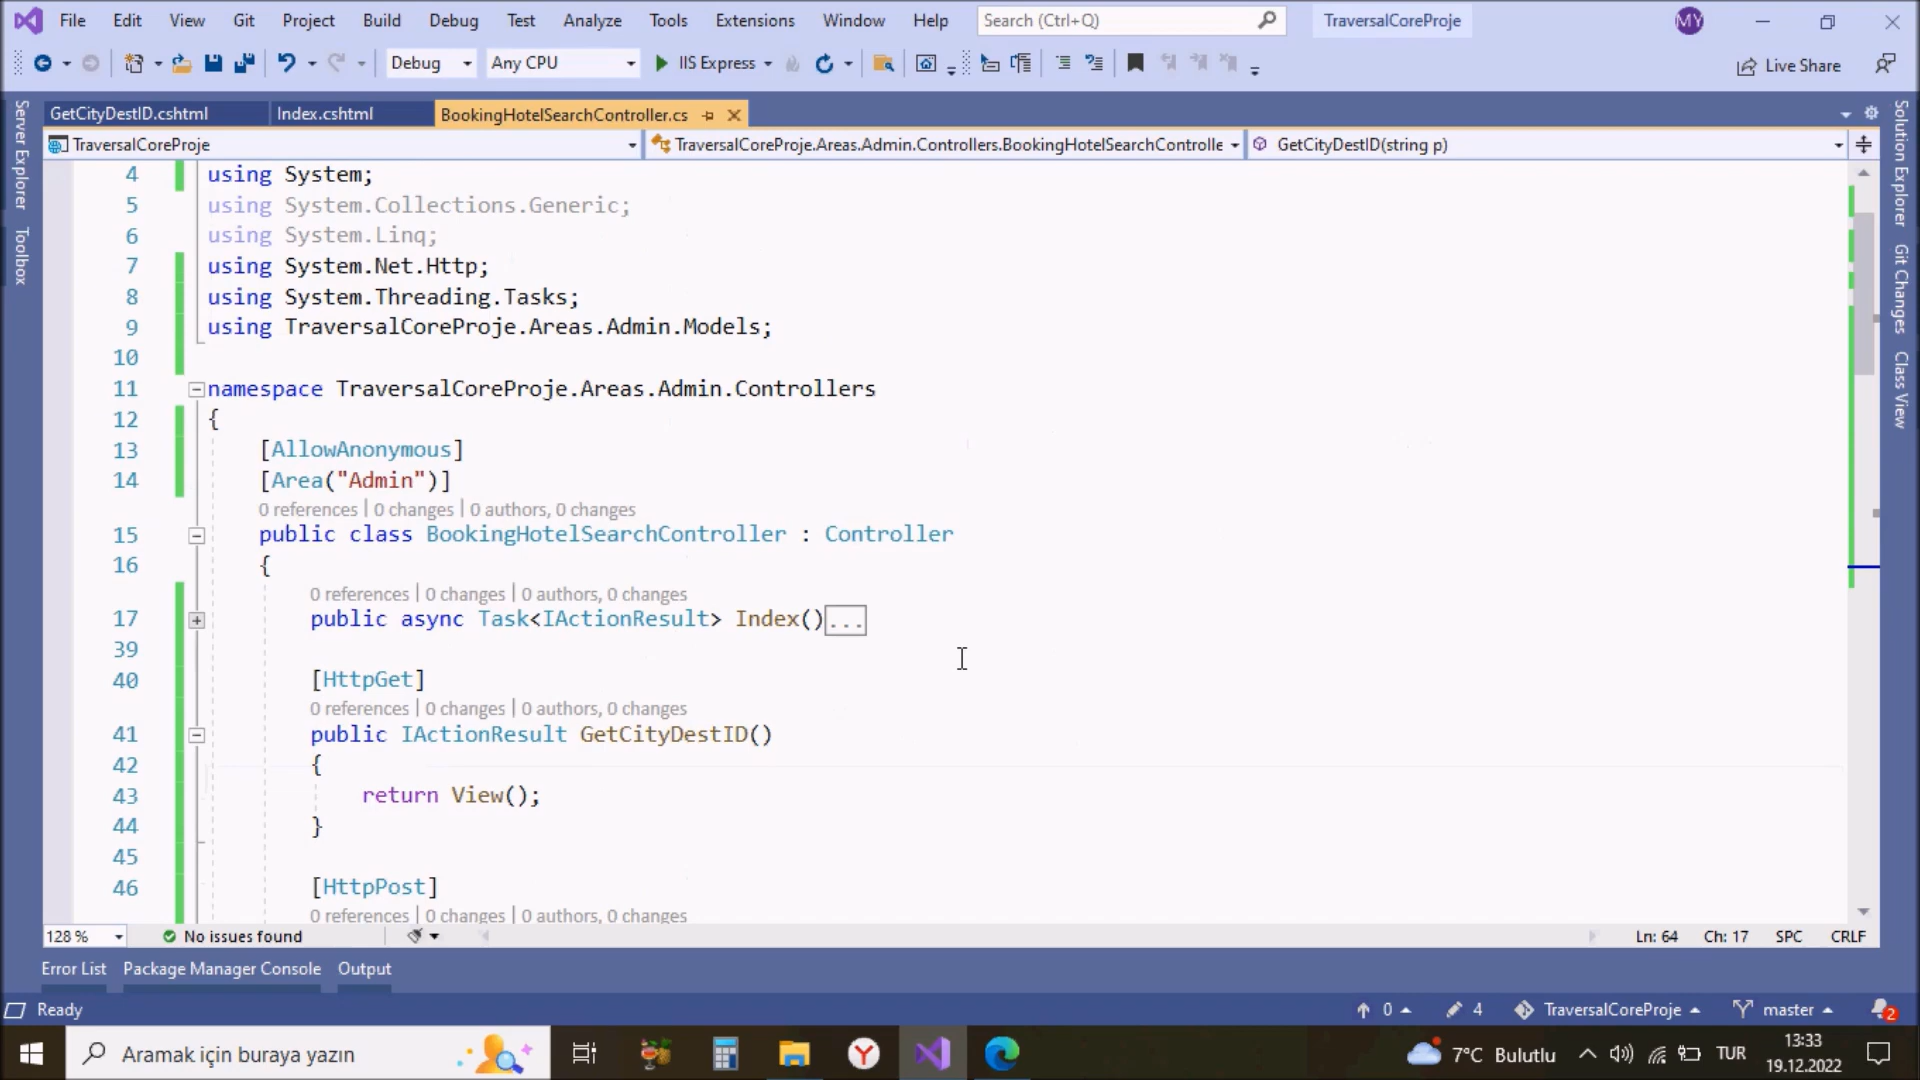 File Edit View Git Project Build Debug Test Analyze Tools Extensions Window Help Search (Ctrl+Q) TraversalCoreProje MY
Debug Any CPU IIS Express Live Share
GetCityDestID.cshtml Index.cshtml BookingHotelSearchController.cs
TraversalCoreProje TraversalCoreProje.Areas.Admin.Controllers.BookingHotelSearchControlle GetCityDestID(string p)
Server Explorer
Toolbox
Solution Explorer
Git Changes
Class View
4 using System;
5 using System.Collections.Generic;
6 using System.Linq;
7 using System.Net.Http;
8 using System.Threading.Tasks;
9 using TraversalCoreProje.Areas.Admin.Models;
10
11 namespace TraversalCoreProje.Areas.Admin.Controllers
12 {
13 [AllowAnonymous]
14 [Area("Admin")]
0 references | 0 changes | 0 authors, 0 changes
15 public class BookingHotelSearchController : Controller
16 {
0 references | 0 changes | 0 authors, 0 changes
17 public async Task<IActionResult> Index()...
39
40 [HttpGet]
0 references | 0 changes | 0 authors, 0 changes
41 public IActionResult GetCityDestID()
42 {
43 return View();
44 }
45
46 [HttpPost]
0 references | 0 changes | 0 authors, 0 changes
128 % No issues found Ln: 64 Ch: 17 SPC CRLF
Error List Package Manager Console Output
Ready 0 4 TraversalCoreProje master 2
Aramak için buraya yazın 7°C Bulutlu TUR 13:33
19.12.2022